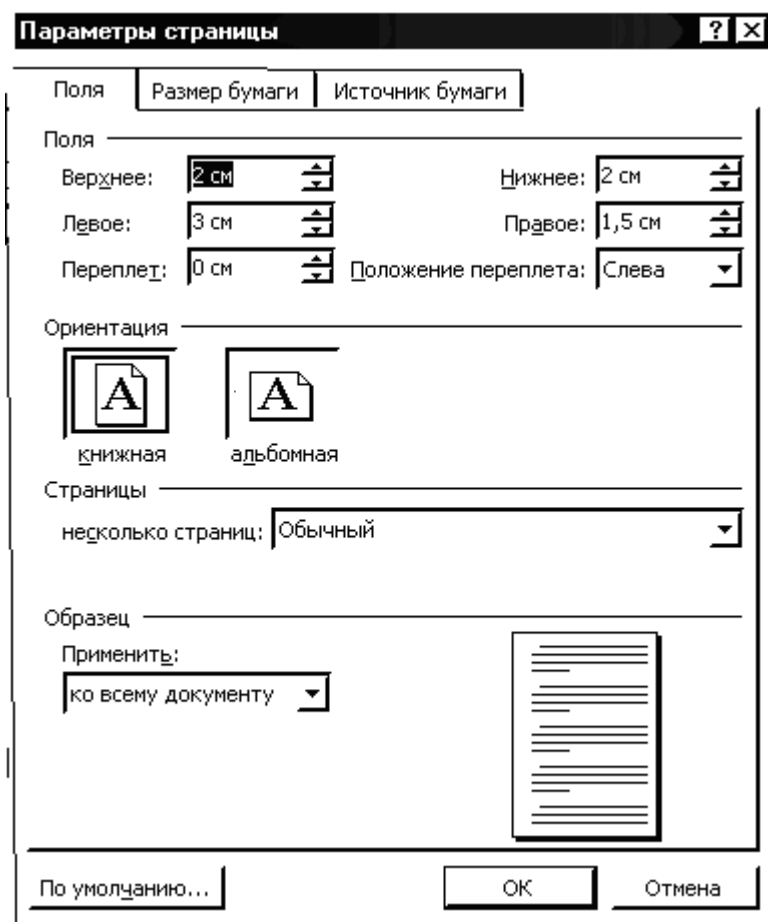 Параметры страницы
Поля Размер бумаги Источник бумаги
Поля
Верхнее: 2 см Нижнее: 2 см
Левое: 3 см Правое: 1,5 см
Переплет: 0 см Положение переплета: Слева
Ориентация
A A
книжная альбомная
Страницы
несколько страниц: Обычный
Образец
Применить:
ко всему документу
По умолчанию... ОК Отмена